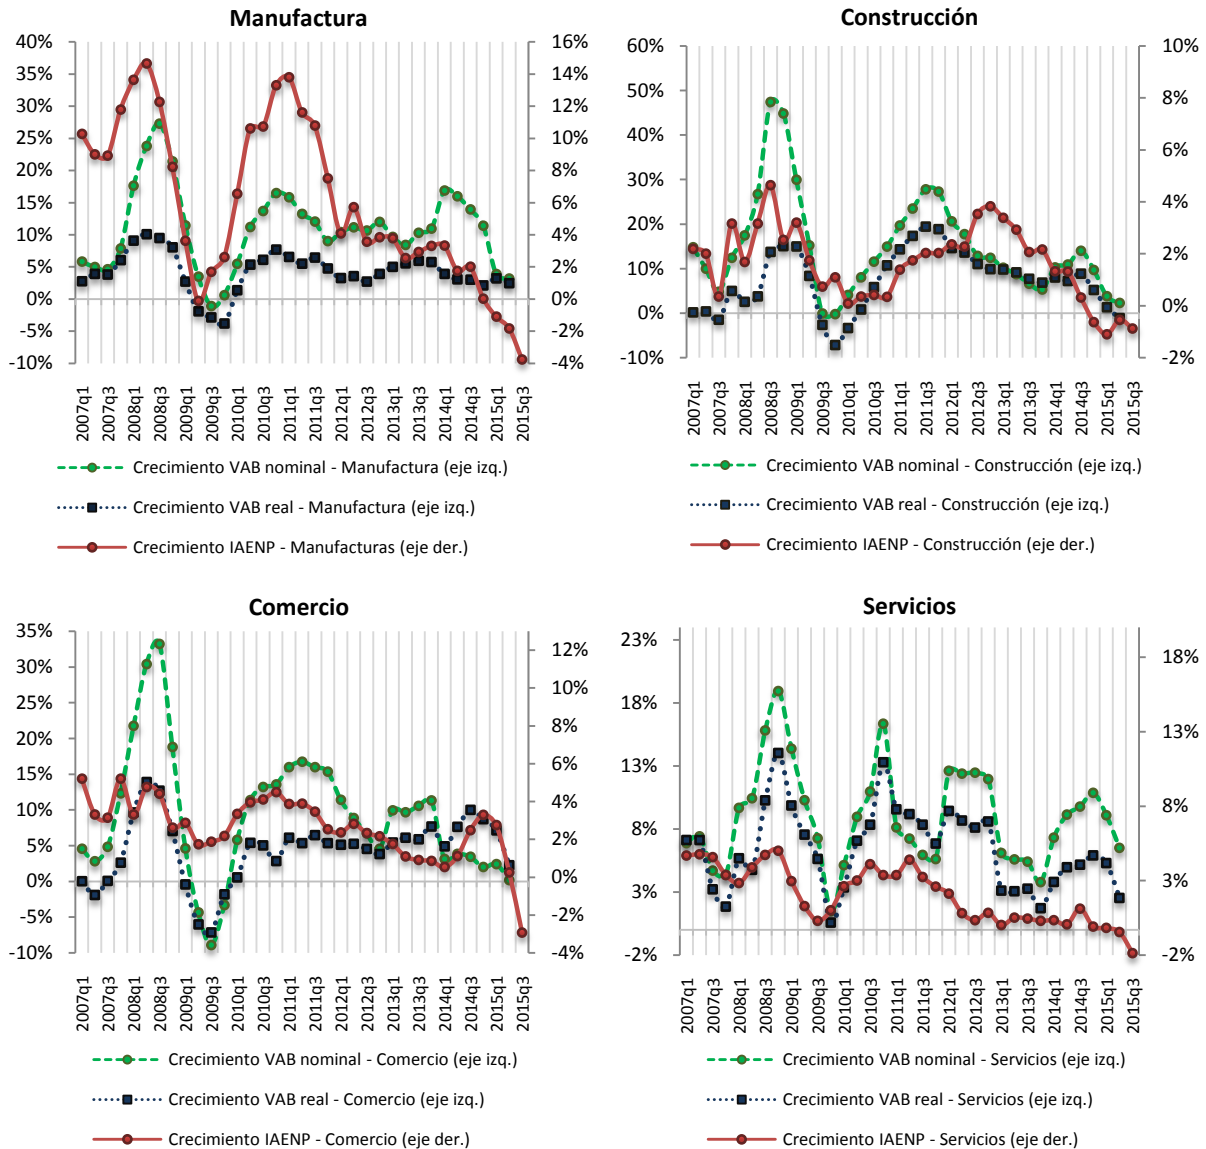 Manufactura
40%
35%
30%
25%
20%
15%
10%
5%
0%
-5%
-10%
16%
14%
12%
10%
8%
6%
4%
2%
0%
-2%
-4%
2007q1
2007q3
2008q1
2008q3
2009q1
2009q3
2010q1
2010q3
2011q1
2011q3
2012q1
2012q3
2013q1
2013q3
2014q1
2014q3
2015q1
2015q3
Crecimiento VAB nominal - Manufactura (eje izq.)
Crecimiento VAB real - Manufactura (eje izq.)
Crecimiento IAENP - Manufacturas (eje der.)
Construcción
60%
50%
40%
30%
20%
10%
0%
-10%
10%
8%
6%
4%
2%
0%
-2%
2007q1
2007q3
2008q1
2008q3
2009q1
2009q3
2010q1
2010q3
2011q1
2011q3
2012q1
2012q3
2013q1
2013q3
2014q1
2014q3
2015q1
2015q3
Crecimiento VAB nominal - Construcción (eje izq.)
Crecimiento VAB real - Construcción (eje izq.)
Crecimiento IAENP - Construcción (eje der.)
Comercio
35%
30%
25%
20%
15%
10%
5%
0%
-5%
-10%
12%
10%
8%
6%
4%
2%
0%
-2%
-4%
2007q1
2007q3
2008q1
2008q3
2009q1
2009q3
2010q1
2010q3
2011q1
2011q3
2012q1
2012q3
2013q1
2013q3
2014q1
2014q3
2015q1
2015q3
Crecimiento VAB nominal - Comercio (eje izq.)
Crecimiento VAB real - Comercio (eje izq.)
Crecimiento IAENP - Comercio (eje der.)
Servicios
23%
18%
13%
8%
3%
-2%
18%
13%
8%
3%
-2%
2007q1
2007q3
2008q1
2008q3
2009q1
2009q3
2010q1
2010q3
2011q1
2011q3
2012q1
2012q3
2013q1
2013q3
2014q1
2014q3
2015q1
2015q3
Crecimiento VAB nominal - Servicios (eje izq.)
Crecimiento VAB real - Servicios (eje izq.)
Crecimiento IAENP - Servicios (eje der.)